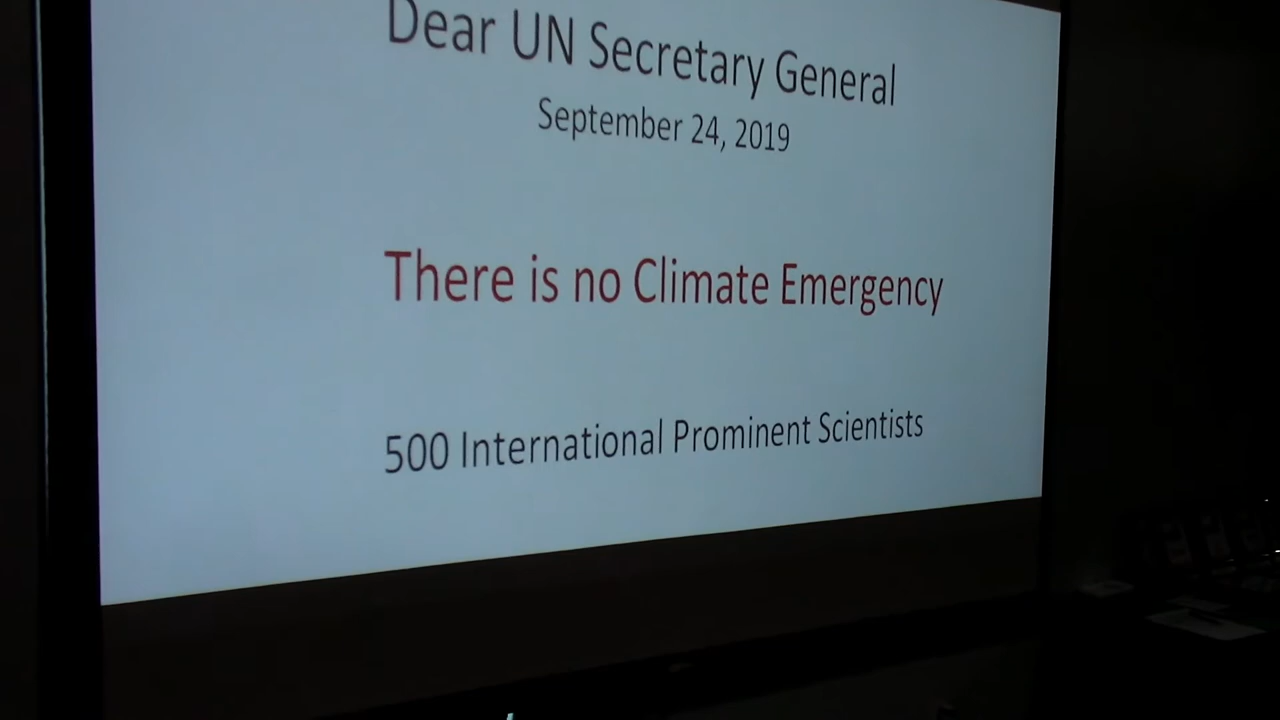 Dear UN Secretary General
September 24, 2019
There is no Climate Emergency
500 International Prominent Scientists